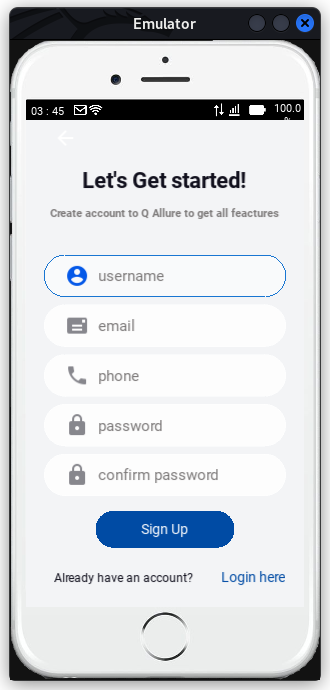 Emulator
03 : 45
100.0
%
Let's Get started!
Create account to Q Allure to get all feactures
username
email
phone
password
confirm password
Sign Up
Already have an account? Login here